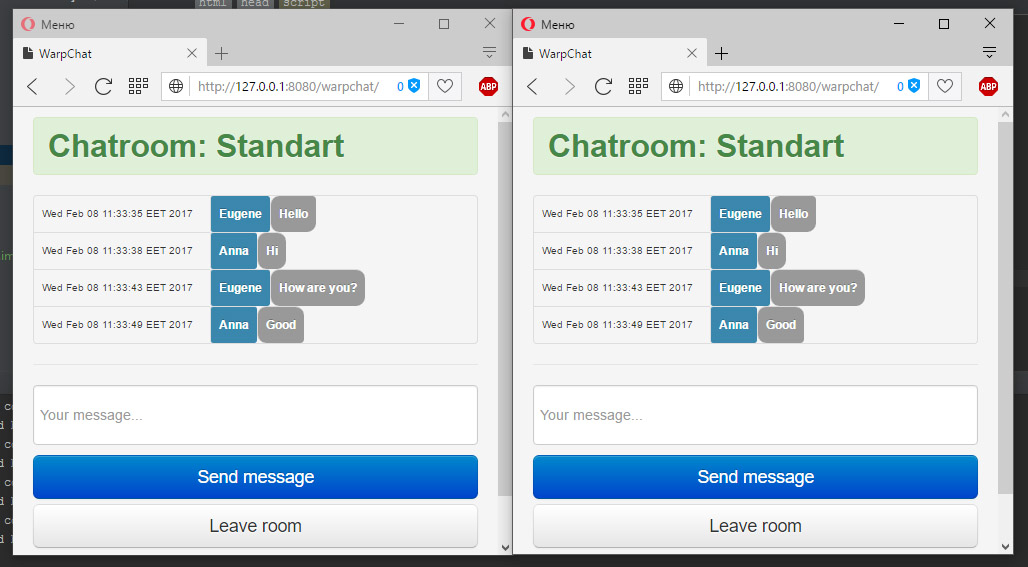 html head script
Меню
WarpChat
http://127.0.0.1:8080/warpchat/ 0 ABP
Chatroom: Standart
Wed Feb 08 11:33:35 EET 2017 Eugene Hello
Wed Feb 08 11:33:38 EET 2017 Anna Hi
Wed Feb 08 11:33:43 EET 2017 Eugene How are you?
Wed Feb 08 11:33:49 EET 2017 Anna Good
Your message...
Send message
Leave room
Меню
WarpChat
http://127.0.0.1:8080/warpchat/ 0 ABP
Chatroom: Standart
Wed Feb 08 11:33:35 EET 2017 Eugene Hello
Wed Feb 08 11:33:38 EET 2017 Anna Hi
Wed Feb 08 11:33:43 EET 2017 Eugene How are you?
Wed Feb 08 11:33:49 EET 2017 Anna Good
Your message...
Send message
Leave room